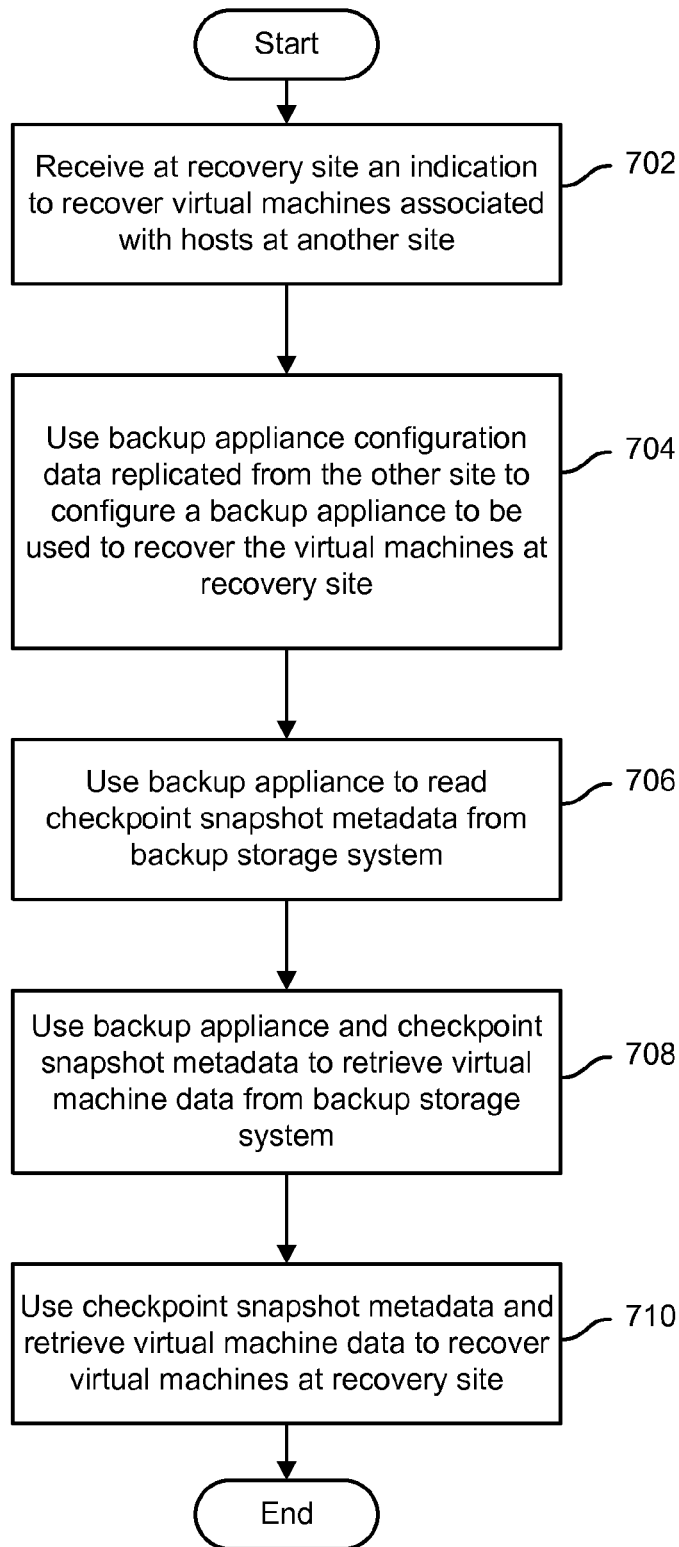 Start
Receive at recovery site an indication
to recover virtual machines associated
with hosts at another site
702
Use backup appliance configuration
data replicated from the other site to
configure a backup appliance to be
used to recover the virtual machines at
recovery site
704
Use backup appliance to read
checkpoint snapshot metadata from
backup storage system
706
Use backup appliance and checkpoint
snapshot metadata to retrieve virtual
machine data from backup storage
system
708
Use checkpoint snapshot metadata and
retrieve virtual machine data to recover
virtual machines at recovery site
710
End